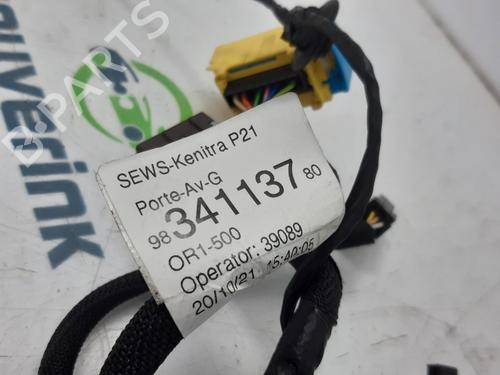 SEWS-Kenitra P21
Porte-Av-G
98 341137 80
OR1-500
Operator: 39089
20/10/21 15:40:05
B-PARTS